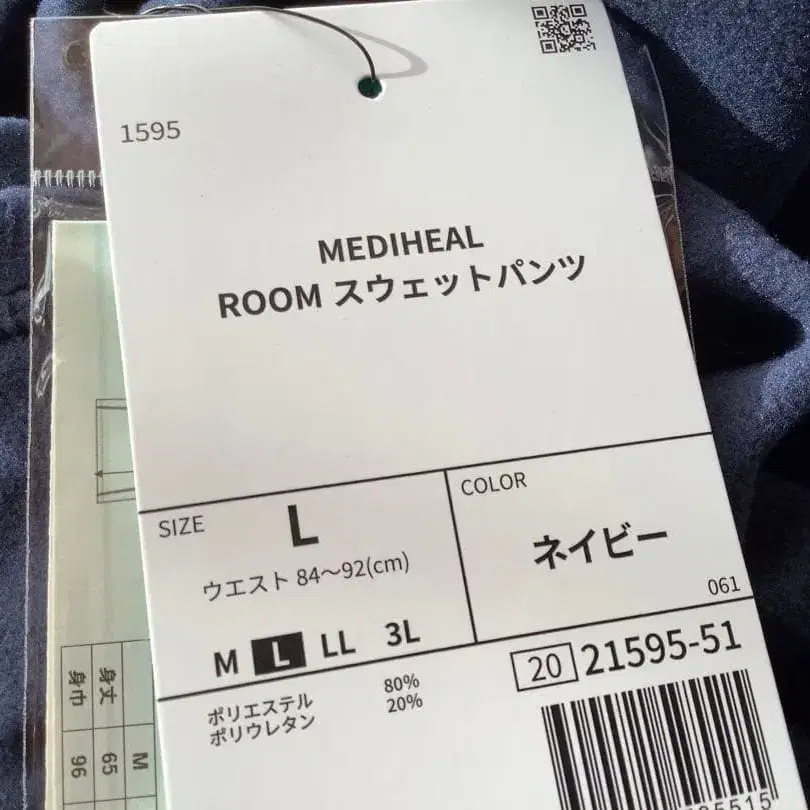 1595
MEDIHEAL
ROOM スウェットパンツ
SIZE
L
ウエスト 84～92(cm)
M L LL 3L
COLOR
ネイビー
061
20 21595-51
ポリエステル 80%
ポリウレタン 20%
身丈
身巾
M
65
96